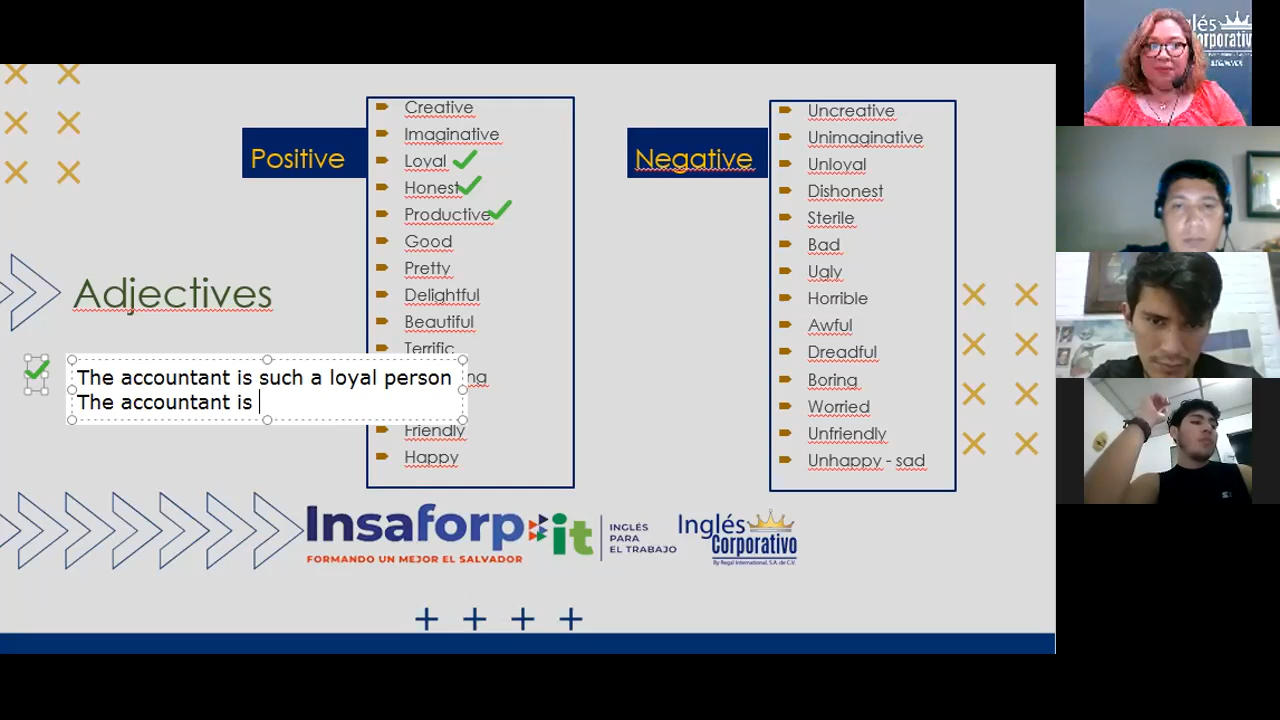 Positive
Creative
Imaginative
Loyal
Honest
Productive
Good
Pretty
Delightful
Beautiful
Terrific
Friendly
Happy
Negative
Uncreative
Unimaginative
Unloyal
Dishonest
Sterile
Bad
Ugly
Horrible
Awful
Dreadful
Boring
Worried
Unfriendly
Unhappy - sad
Adjectives
The accountant is such a loyal person
The accountant is
Insaforp
FORMANDO UN MEJOR EL SALVADOR
it
INGLÉS
PARA
EL TRABAJO
Inglés
Corporativo
By Regal International, S.A. de C.V.